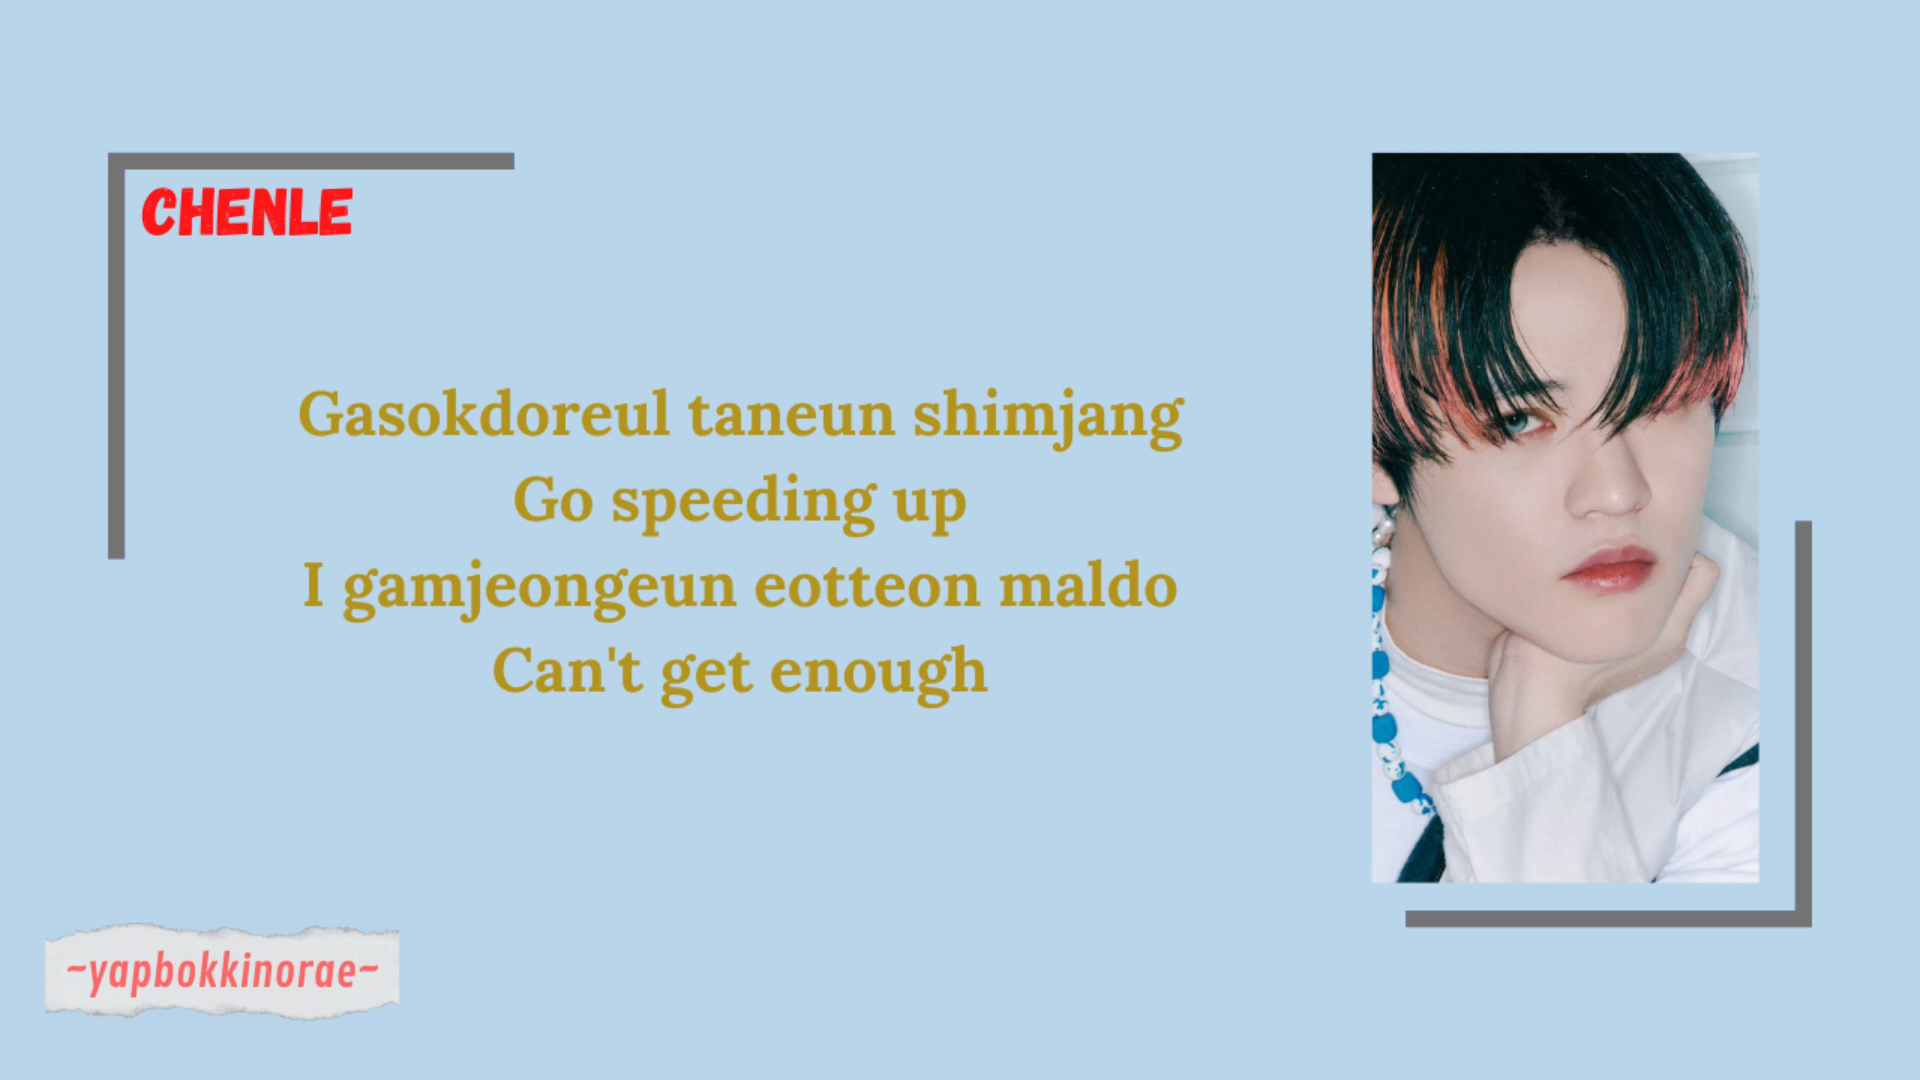 CHENLE
Gasokdoreul taneun shimjang
Go speeding up
I gamjeongeun eotteon maldo
Can't get enough
~yapbokkinorae~